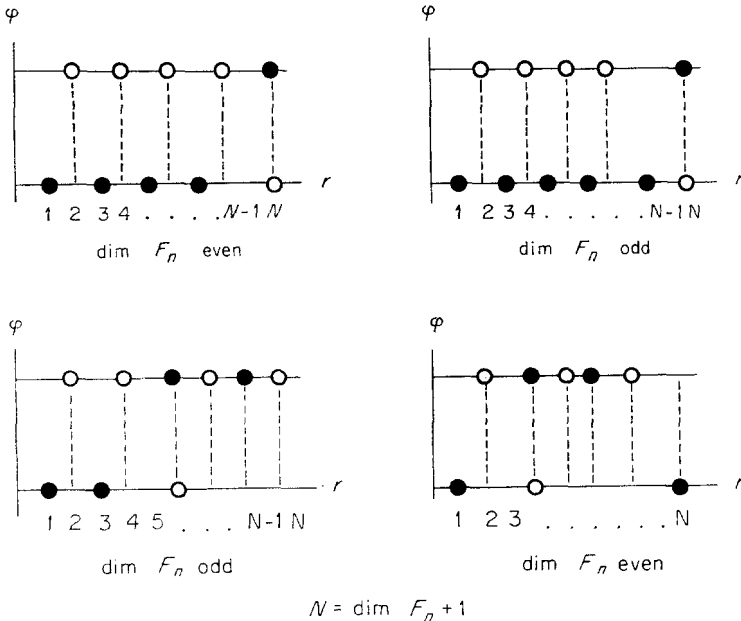 φ
φ
r
r
1 2 3 4 . . . . N-1 N
1 2 3 4 . . . . . . N-1 N
dim F_n even
dim F_n odd
φ
φ
r
r
1 2 3 4 5 . . . N-1 N
1 2 3 . . . . . . N
dim F_n odd
dim F_n even
N = dim F_n + 1